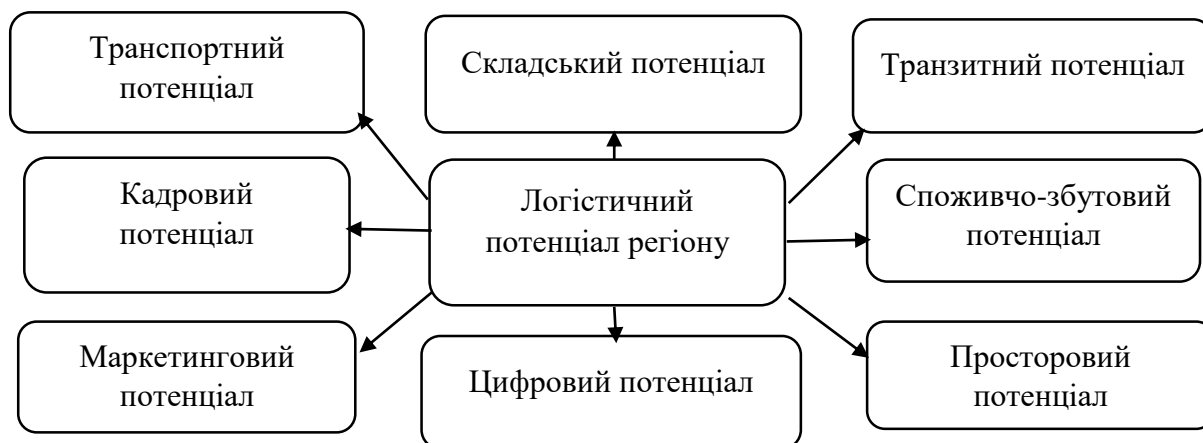 Транспортний
потенціал
Складський потенціал
Транзитний потенціал
Кадровий
потенціал
Логістичний
потенціал регіону
Споживчо-збутовий
потенціал
Маркетинговий
потенціал
Цифровий потенціал
Просторовий
потенціал